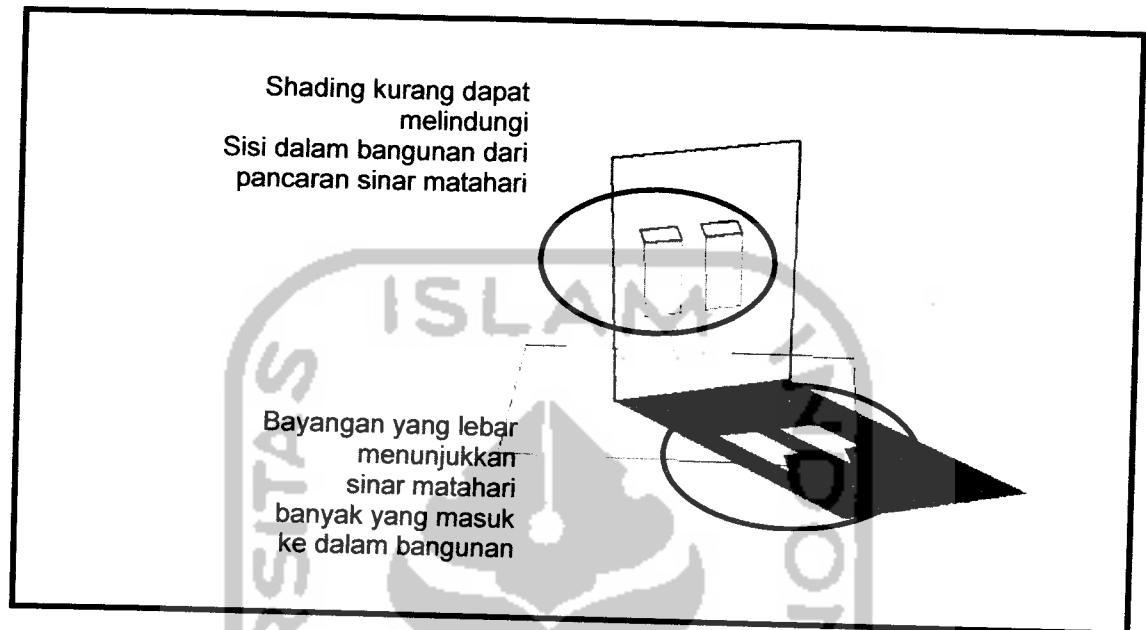 Shading kurang dapat
melindungi
Sisi dalam bangunan dari
pancaran sinar matahari
ISLAM
Bayangan yang lebar
menunjukkan
sinar matahari
banyak yang masuk
ke dalam bangunan